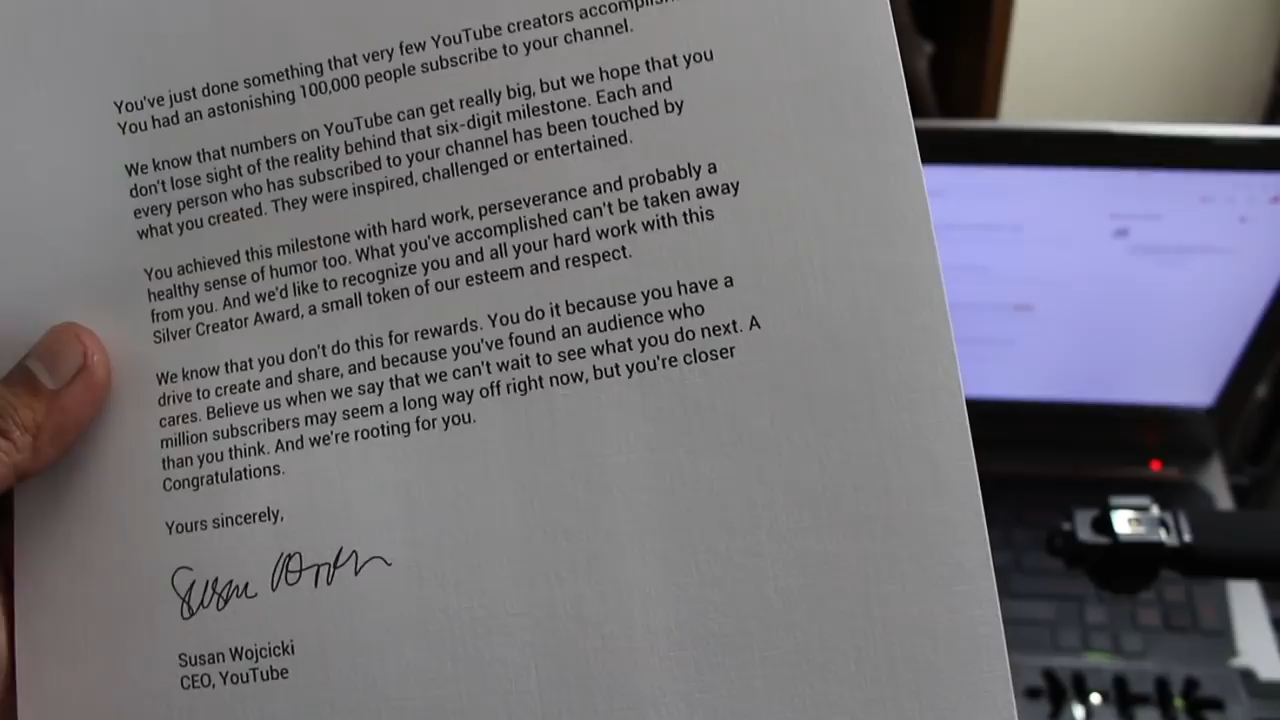 You've just done something that very few YouTube creators
You had an astonishing 100,000 people subscribe to your channel.
We know that numbers on YouTube can get really big, but we hope that you
don't lose sight of the reality behind that six-digit milestone. Each and
every person who has subscribed to your channel has been touched by
what you created. They were inspired, challenged or entertained.
You achieved this milestone with hard work, perseverance and probably a
healthy sense of humor too. What you've accomplished can't be taken away
from you. And we'd like to recognize you and all your hard work with this
Silver Creator Award, a small token of our esteem and respect.
We know that you don't do this for rewards. You do it because you have a
drive to create and share, and because you've found an audience who
cares. Believe us when we say that we can't wait to see what you do next. A
million subscribers may seem a long way off right now, but you're closer
than you think. And we're rooting for you.
Congratulations.
Yours sincerely,
Susan Wojcicki
CEO, YouTube